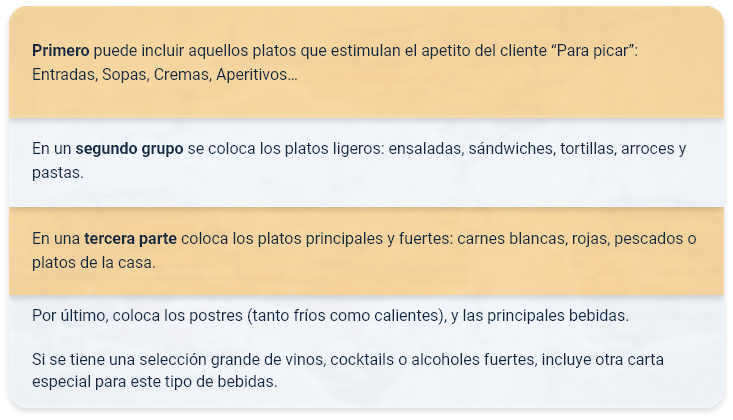 Primero puede incluir aquellos platos que estimulan el apetito del cliente “Para picar”:
Entradas, Sopas, Cremas, Aperitivos…
En un segundo grupo se coloca los platos ligeros: ensaladas, sándwiches, tortillas, arroces y
pastas.
En una tercera parte coloca los platos principales y fuertes: carnes blancas, rojas, pescados o
platos de la casa.
Por último, coloca los postres (tanto fríos como calientes), y las principales bebidas.
Si se tiene una selección grande de vinos, cocktails o alcoholes fuertes, incluye otra carta
especial para este tipo de bebidas.